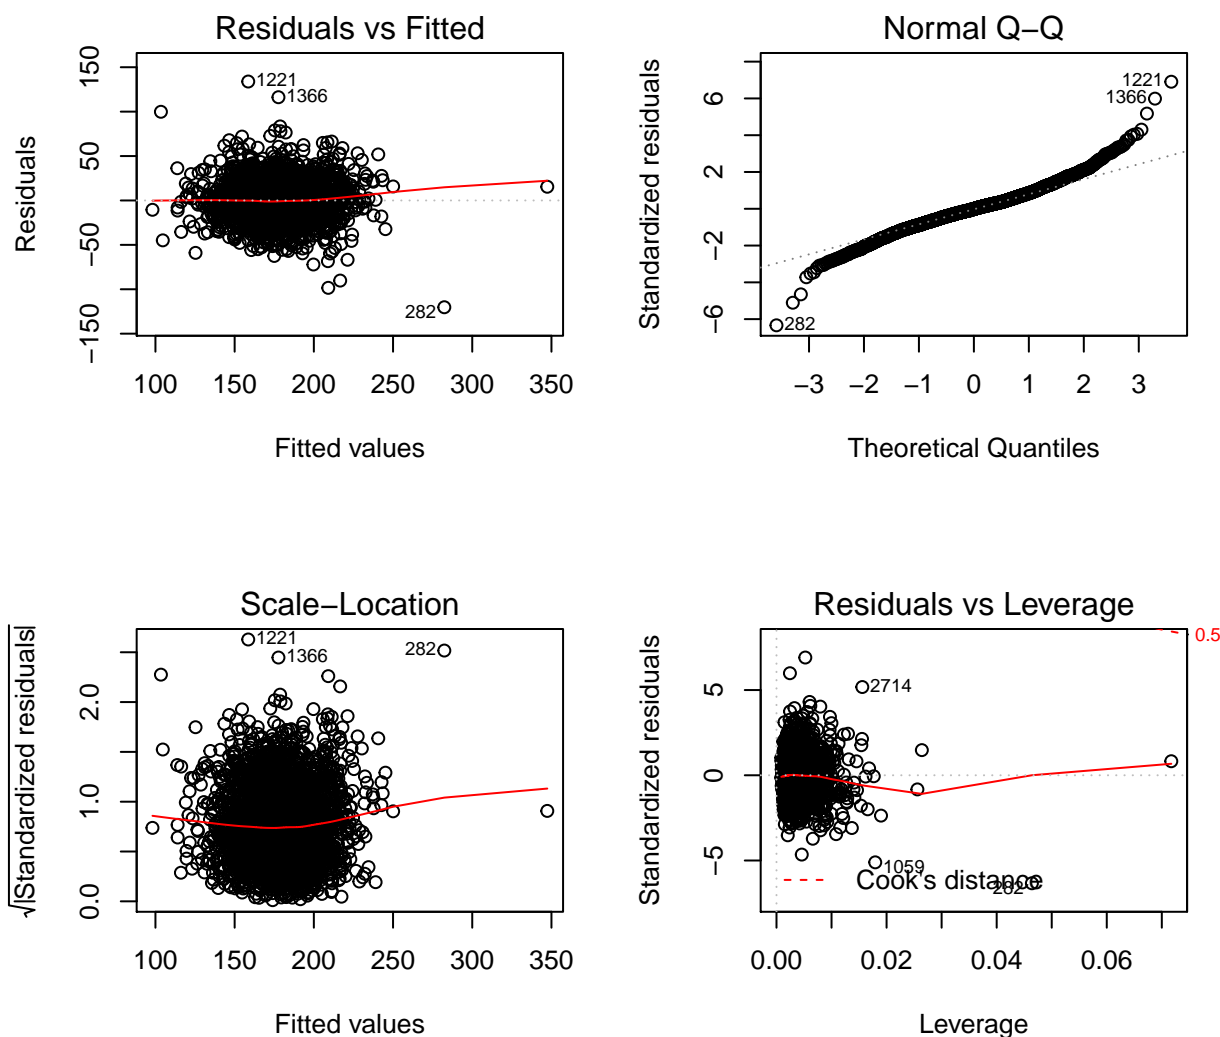 Residuals vs Fitted
Residuals
150
50
0
−50
−150
1221
1366
282
100 150 200 250 300 350
Fitted values
Normal Q−Q
Standardized residuals
6
2
−2
−6
1221
1366
282
−3 −2 −1 0 1 2 3
Theoretical Quantiles
Scale−Location
√|Standardized residuals|
2.0
1.0
0.0
1221
1366
282
100 150 200 250 300 350
Fitted values
Residuals vs Leverage
Standardized residuals
5
0
−5
0.5
2714
1059
282
Cook's distance
0.00 0.02 0.04 0.06
Leverage